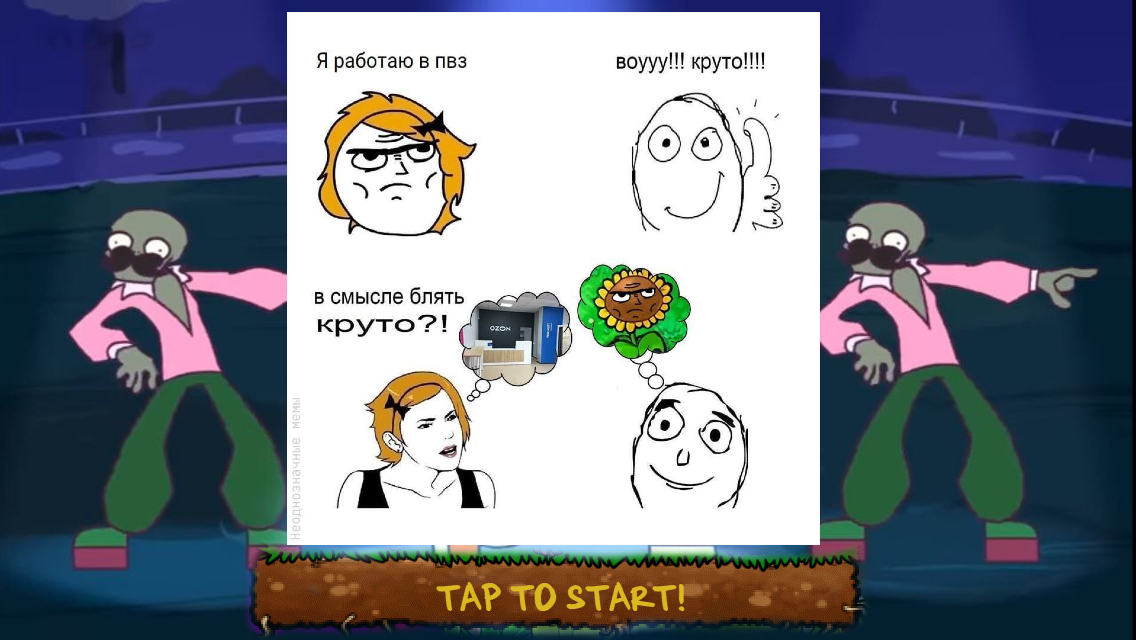 Я работаю в пвз
воууу!!! круто!!!!
в смысле блять
круто?!
OZON
Неоднозначные мемы
TAP TO START!